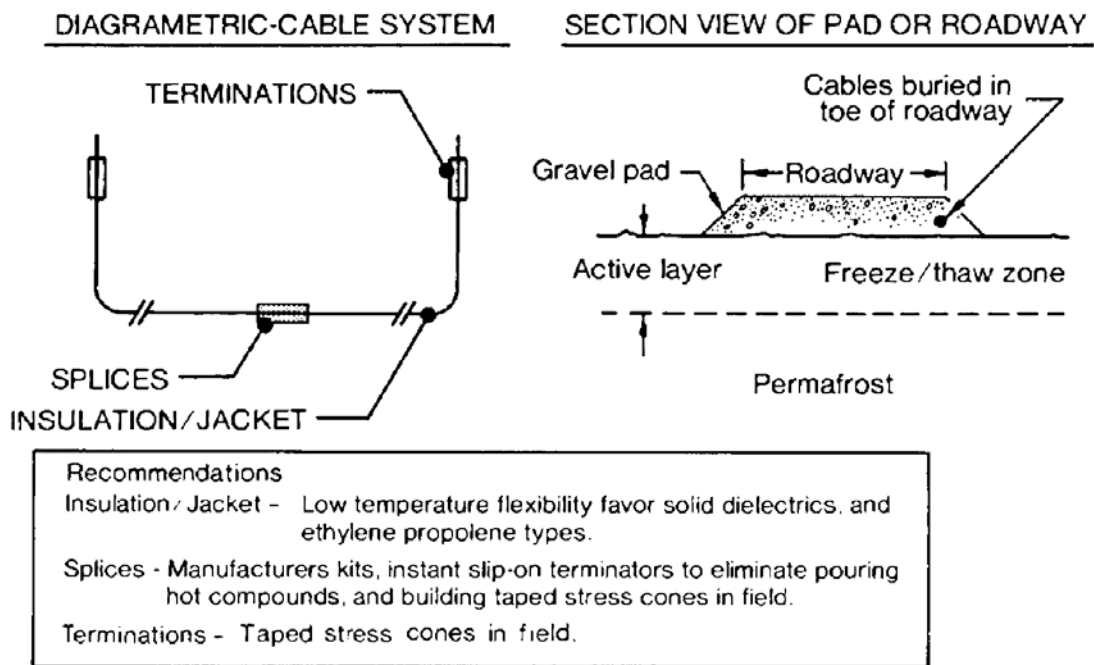 DIAGRAMETRIC-CABLE SYSTEM
TERMINATIONS
SPLICES
INSULATION/JACKET
SECTION VIEW OF PAD OR ROADWAY
Cables buried in
toe of roadway
Gravel pad
Roadway
Active layer
Freeze/thaw zone
Permafrost
Recommendations
Insulation/Jacket - Low temperature flexibility favor solid dielectrics, and
ethylene propolene types.
Splices - Manufacturers kits, instant slip-on terminators to eliminate pouring
hot compounds, and building taped stress cones in field.
Terminations - Taped stress cones in field.